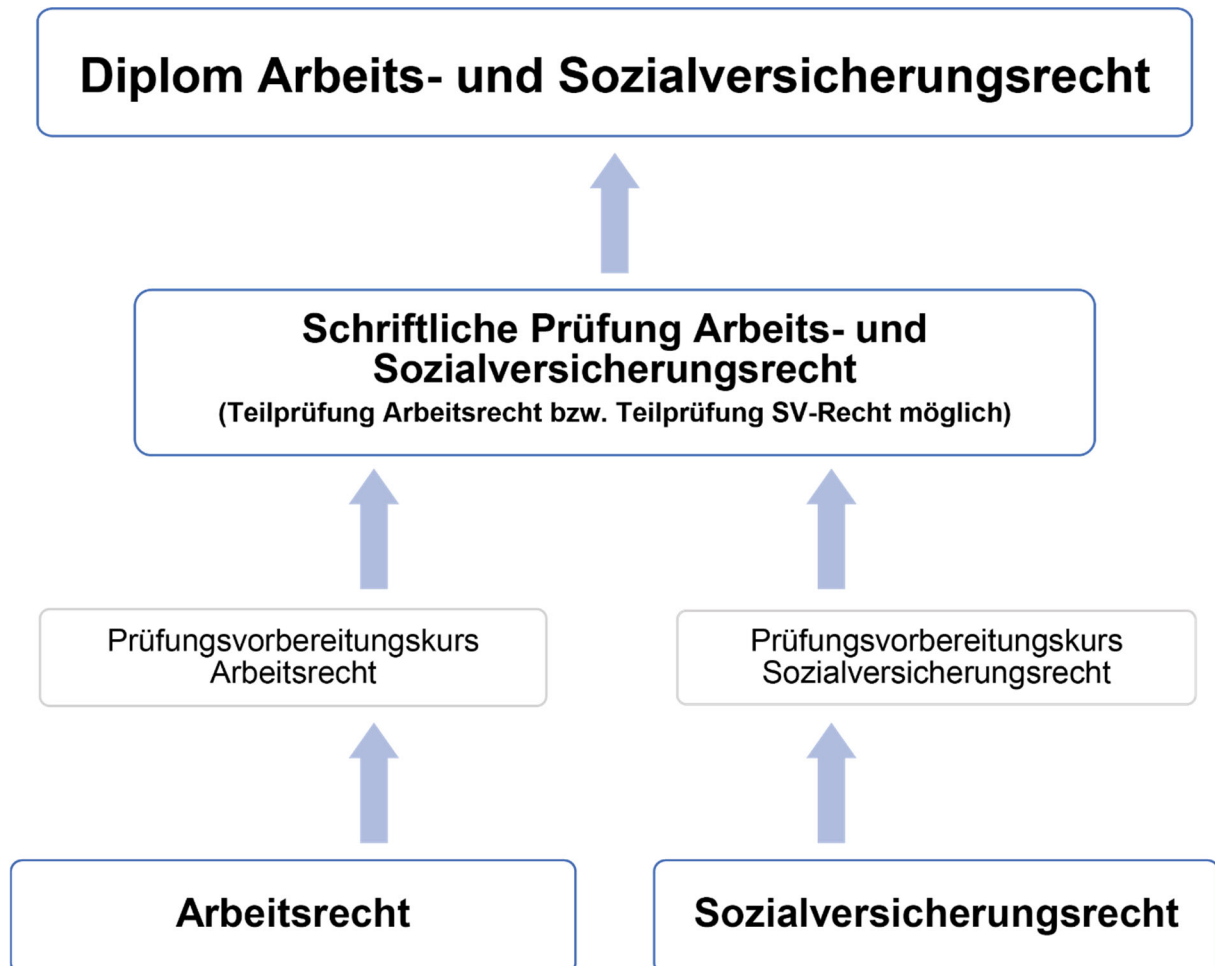 Diplom Arbeits- und Sozialversicherungsrecht
Schriftliche Prüfung Arbeits- und
Sozialversicherungsrecht
(Teilprüfung Arbeitsrecht bzw. Teilprüfung SV-Recht möglich)
Prüfungsvorbereitungskurs
Arbeitsrecht
Prüfungsvorbereitungskurs
Sozialversicherungsrecht
Arbeitsrecht
Sozialversicherungsrecht